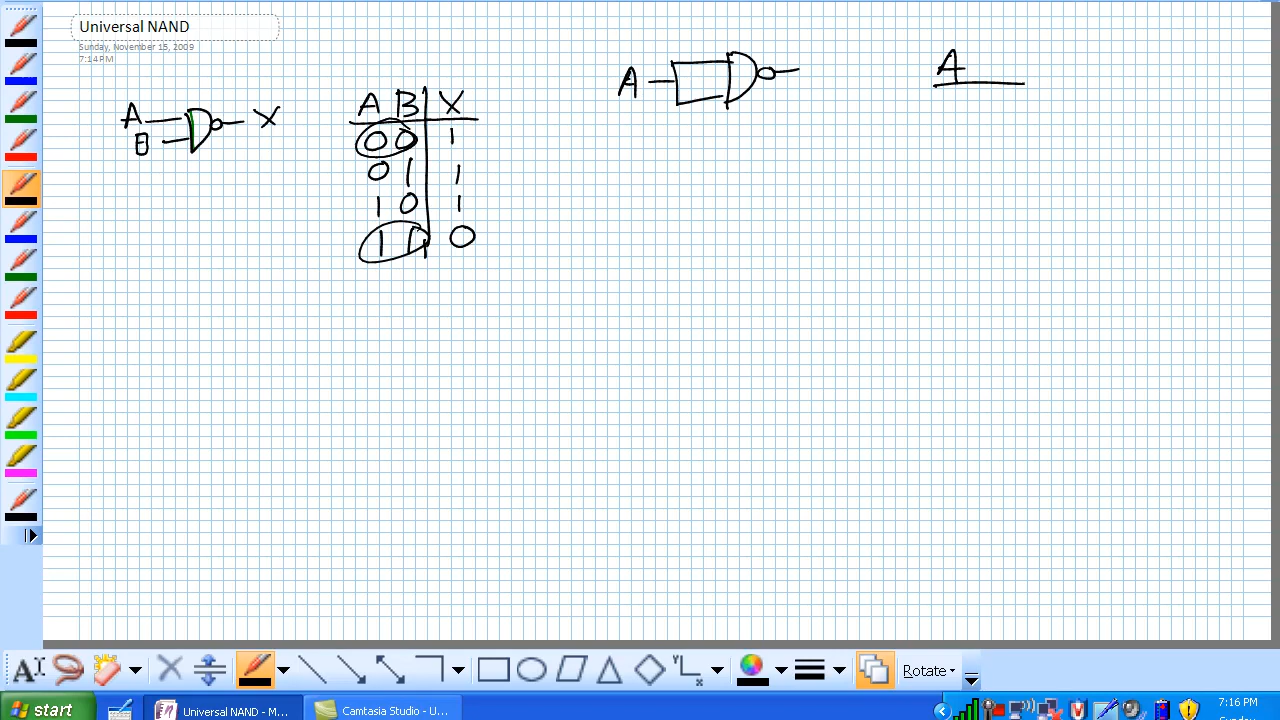 Universal NAND
Sunday, November 15, 2009
7:14 PM
A
B
X
A B X
0 0 1
0 1 1
1 0 1
1 1 0
A
A
Rotate
start
Universal NAND - M...
Camtasia Studio - U...
7:16 PM
Sunday